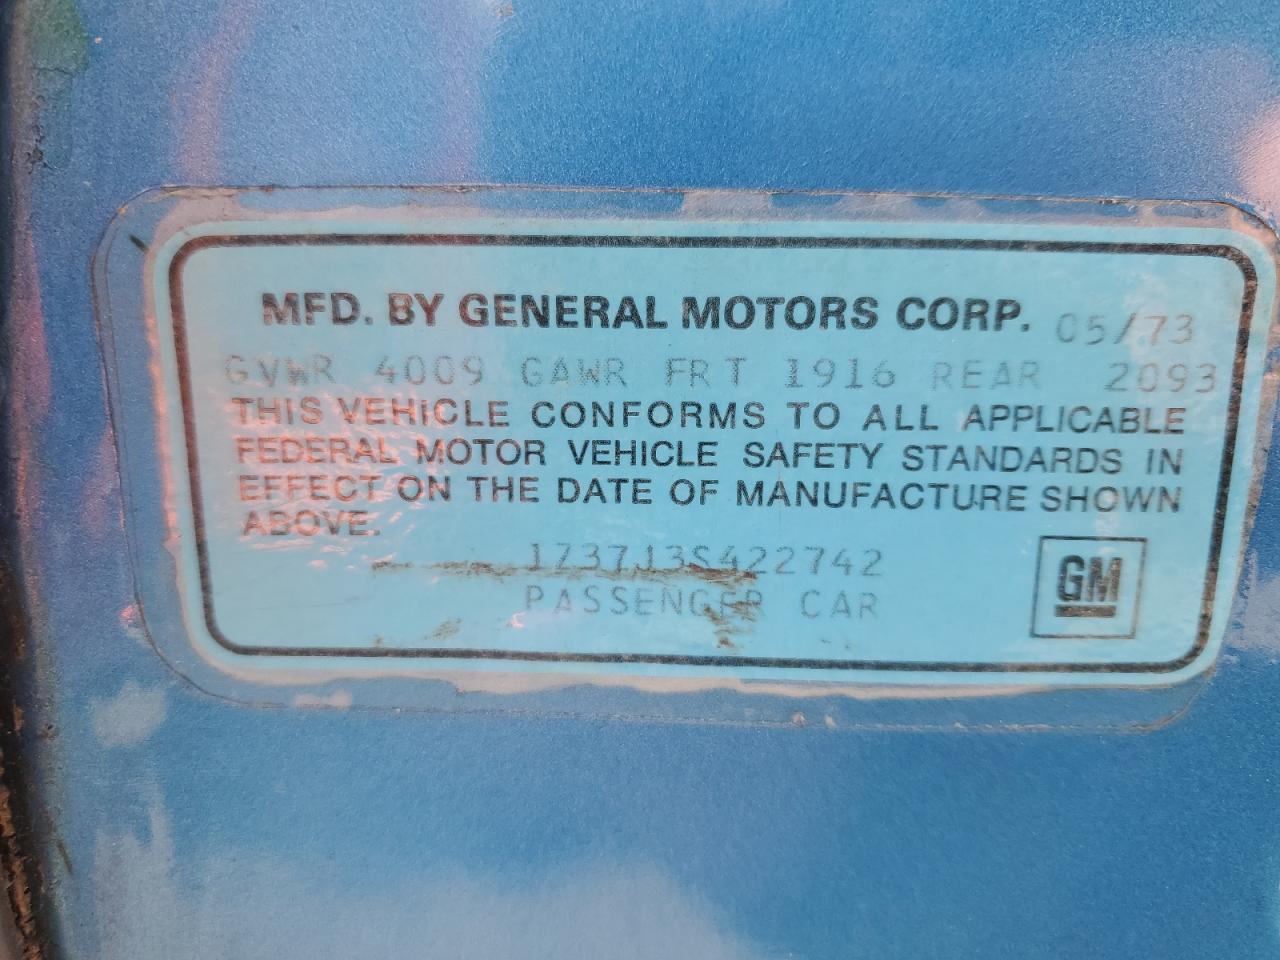 MFD. BY GENERAL MOTORS CORP. 05/73
GVWR 4009 GAWR FRT 1916 REAR 2093
THIS VEHICLE CONFORMS TO ALL APPLICABLE
FEDERAL MOTOR VEHICLE SAFETY STANDARDS IN
EFFECT ON THE DATE OF MANUFACTURE SHOWN
ABOVE.
1Z37J3S422742
PASSENGER CAR
GM